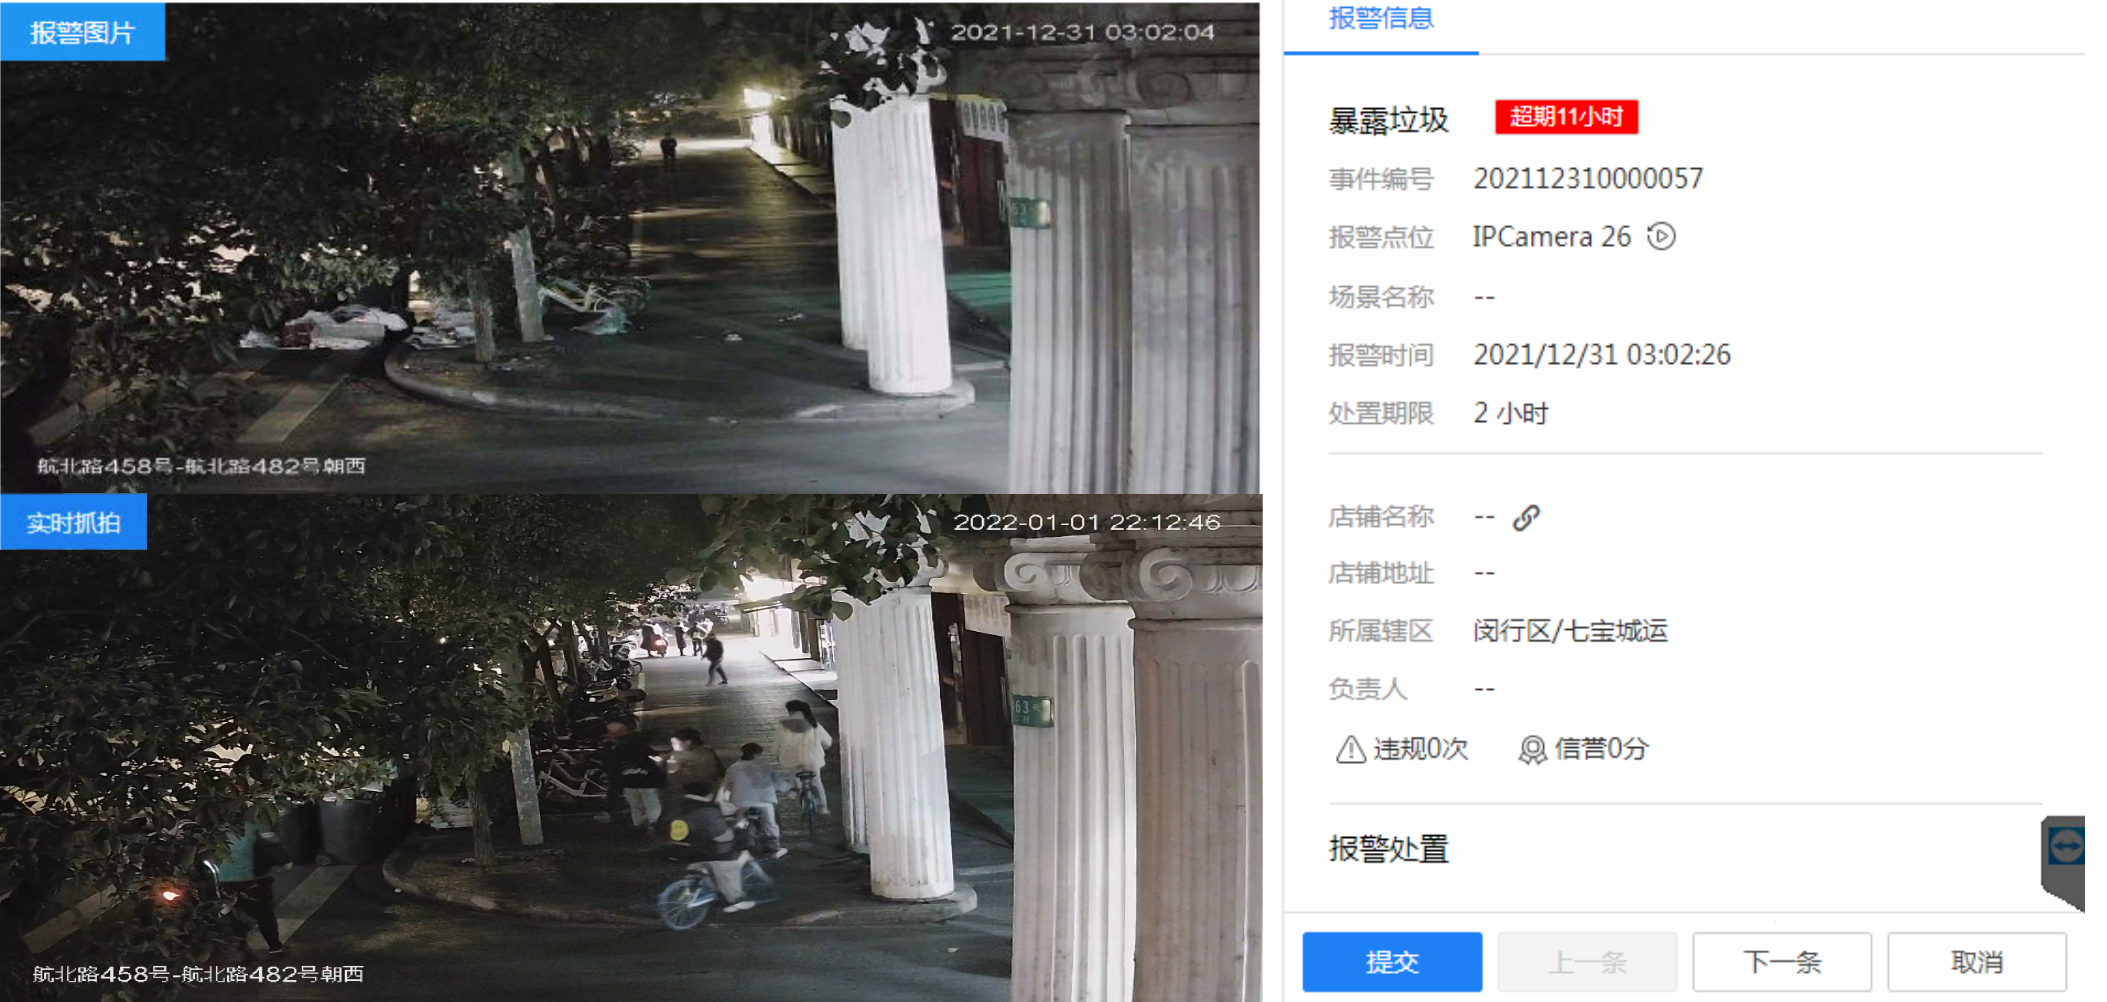 报警图片
2021-12-31 03:02:04
63
航北路458号-航北路482号朝西
实时抓拍
2022-01-01 22:12:46
363号
航北路458号-航北路482号朝西
报警信息
暴露垃圾 超期11小时
事件编号 202112310000057
报警点位 IPCamera 26
场景名称 --
报警时间 2021/12/31 03:02:26
处置期限 2 小时
店铺名称 --
店铺地址 --
所属辖区 闵行区/七宝城运
负责人 --
违规0次 信誉0分
报警处置
提交 上一条 下一条 取消